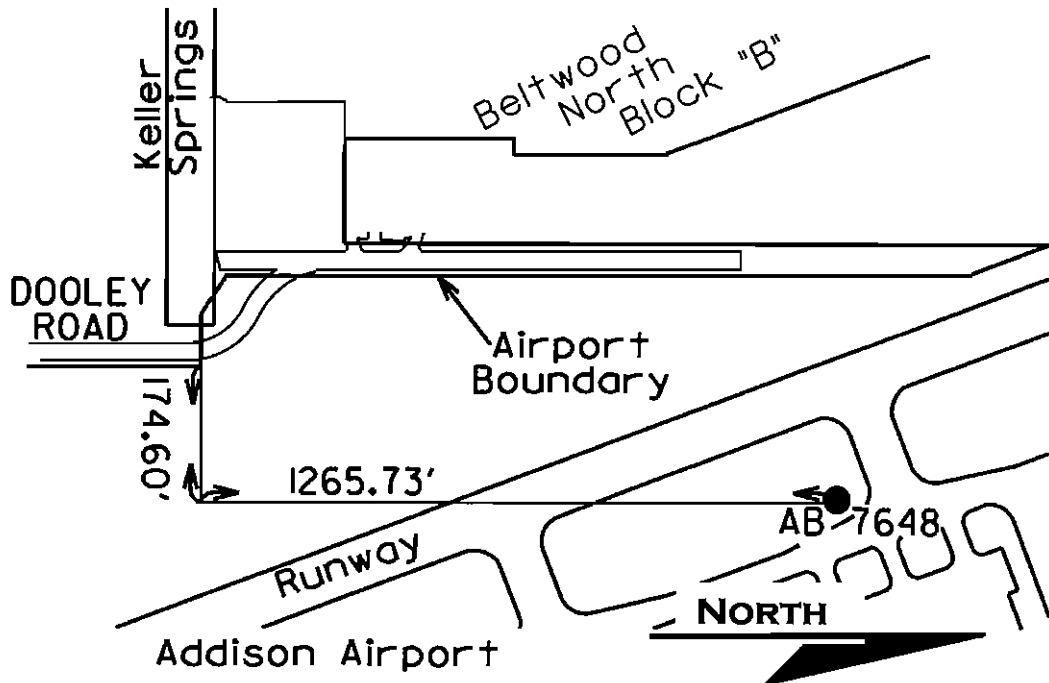 Keller
Springs
Beltwood
North
Block "B"
DOOLEY
ROAD
Airport
Boundary
174.60'
1265.73'
AB 7648
Runway
NORTH
Addison Airport